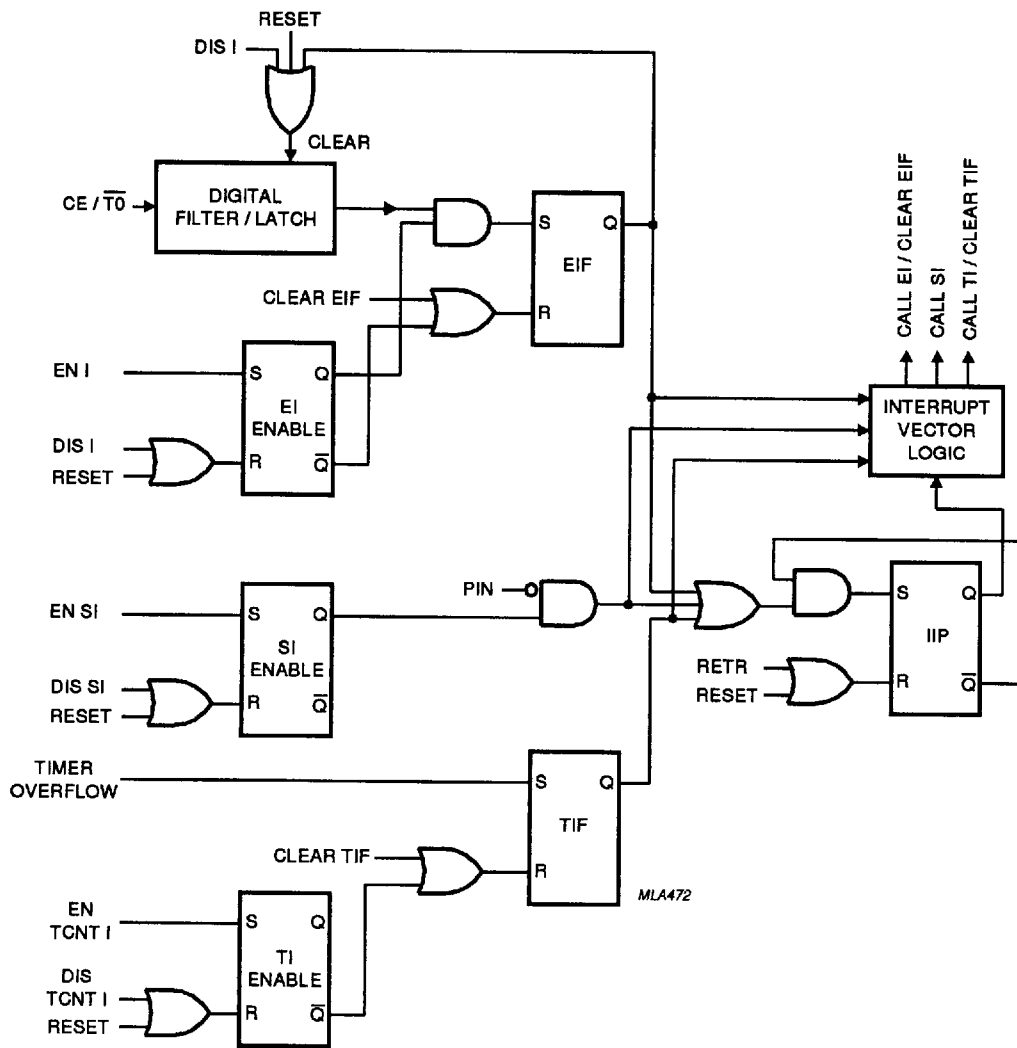 RESET
DIS I
CLEAR
CE / T0
DIGITAL
FILTER / LATCH
S Q
EIF
R
CLEAR EIF
EN I
S Q
EI
ENABLE
R Q
DIS I
RESET
CALL EI / CLEAR EIF
CALL SI
CALL TI / CLEAR TIF
INTERRUPT
VECTOR
LOGIC
PIN
EN SI
S Q
SI
ENABLE
R Q
DIS SI
RESET
S Q
IIP
R Q
RETR
RESET
TIMER
OVERFLOW
S Q
TIF
R
CLEAR TIF
MLA472
EN
TCNT I
S Q
TI
ENABLE
R Q
DIS
TCNT I
RESET